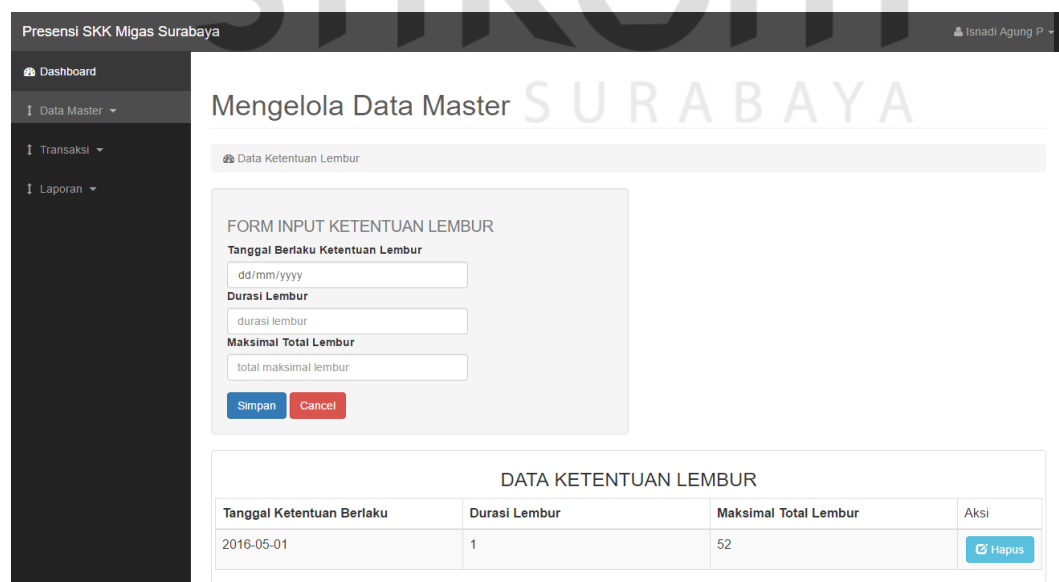 Presensi SKK Migas Surabaya
Isnadi Agung P
Dashboard
Data Master
Transaksi
Laporan
SURABAYA
Mengelola Data Master
Data Ketentuan Lembur
FORM INPUT KETENTUAN LEMBUR
Tanggal Berlaku Ketentuan Lembur
dd/mm/yyyy
Durasi Lembur
durasi lembur
Maksimal Total Lembur
total maksimal lembur
Simpan Cancel
DATA KETENTUAN LEMBUR
Tanggal Ketentuan Berlaku Durasi Lembur Maksimal Total Lembur Aksi
2016-05-01 1 52 Hapus